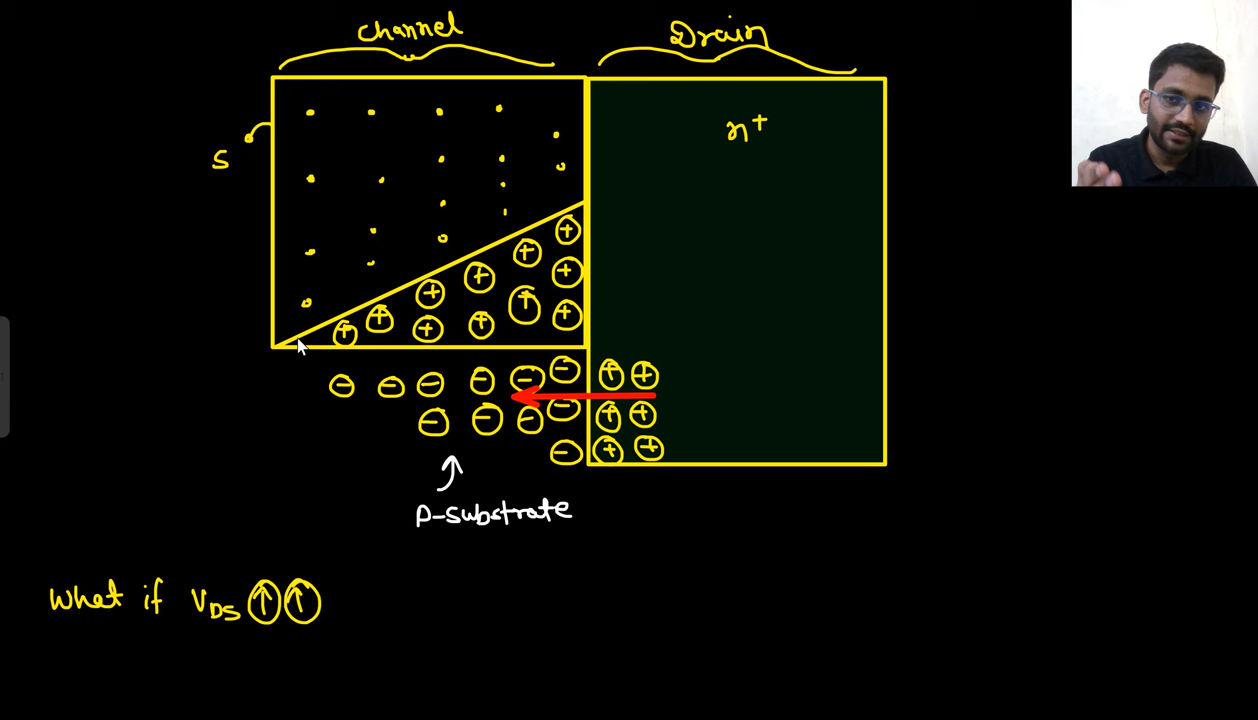 Channel
Drain
n+
S
P-substrate
What if VDS ↑ ↑